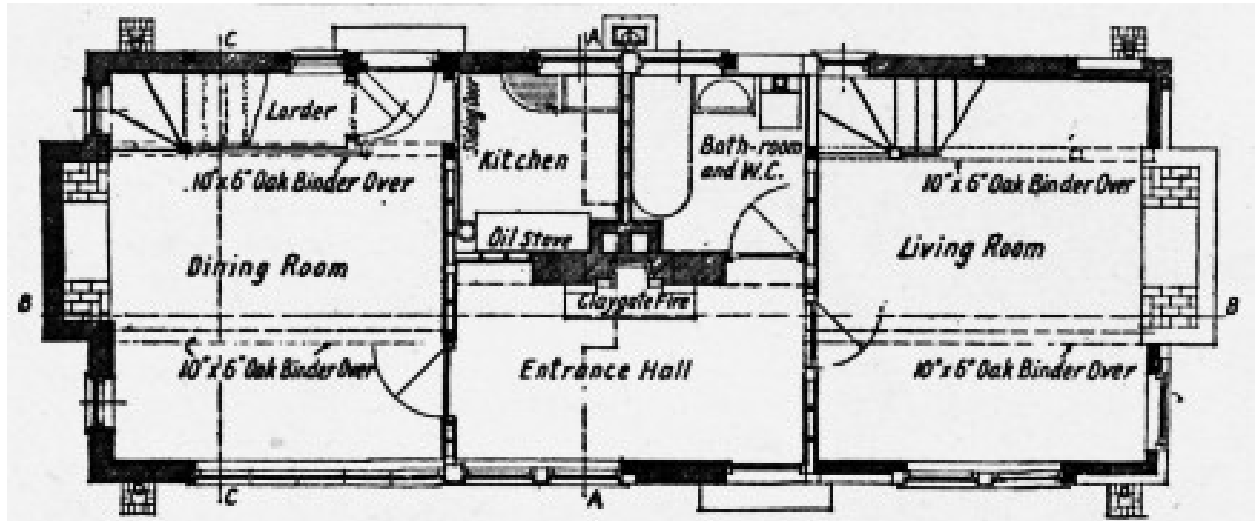 C
A
Larder
Sliding Door
Kitchen
Bath-room
and W.C.
10"x 6" Oak Binder Over
10"x 6" Oak Binder Over
Oil Stove
Dining Room
Living Room
B
Claygate Fire
B
10"x 6" Oak Binder Over
Entrance Hall
10"x 6" Oak Binder Over
C
A